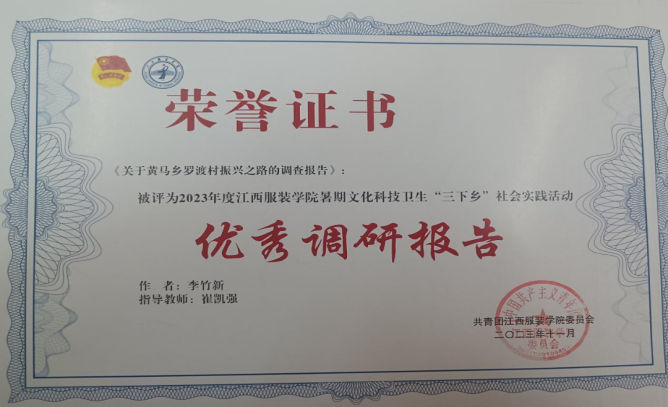 荣誉证书
《关于黄马乡罗渡村振兴之路的调查报告》:
被评为2023年度江西服装学院暑期文化科技卫生“三下乡”社会实践活动
优秀调研报告
作 者:李竹新
指导教师:崔凯强
共青团江西服装学院委员会
二〇二三年十一月